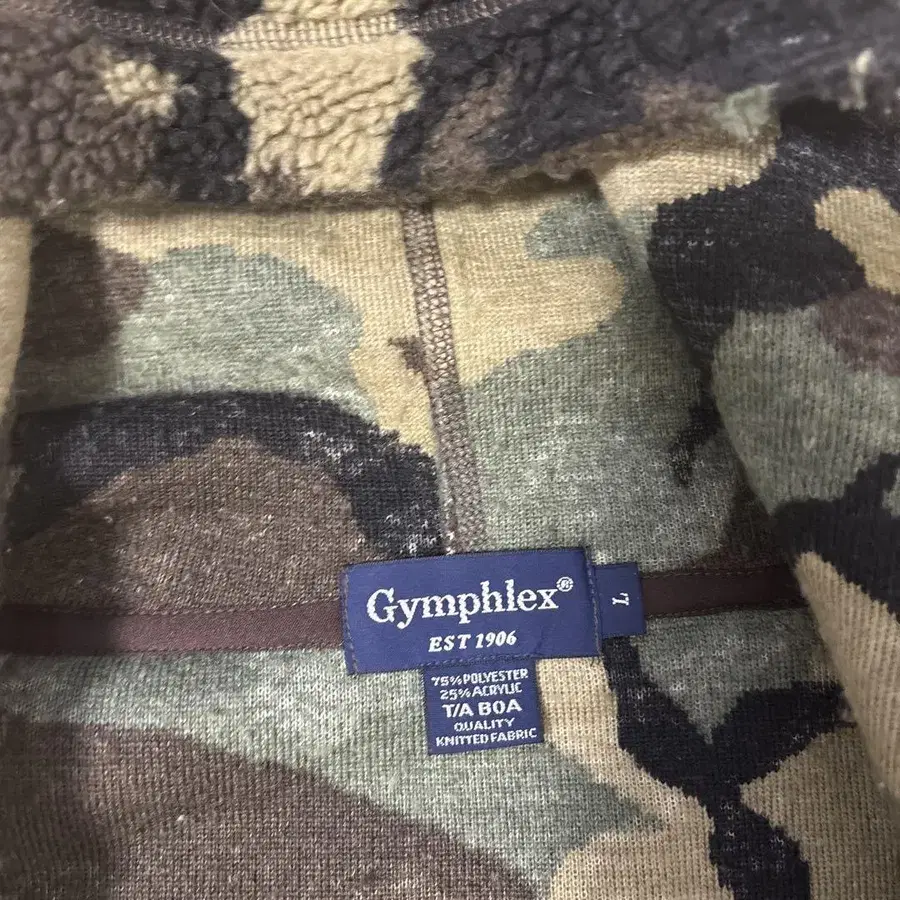 Gymphlex®
EST 1906
L
75% POLYESTER
25% ACRYLIC
T/A BOA
QUALITY
KNITTED FABRIC